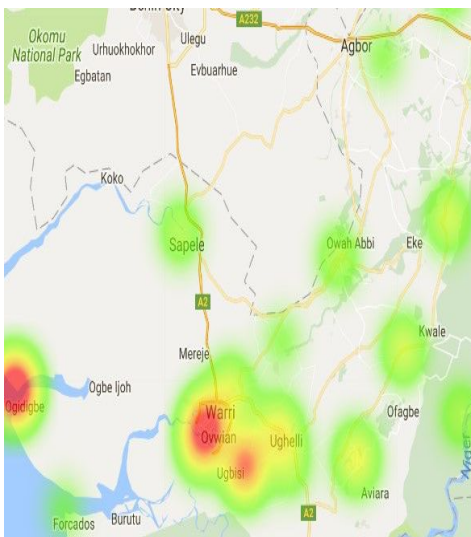 A232
Okomu
National Park
Ulegu
Urhuokhokhor
Agbor
Evbuarhue
Egbatan
Koko
Sapele
Owah Abbi
Eke
A2
Kwale
Mereje
Ogbe Ijoh
Ogidigbe
Warri
Ofagbe
Ovwian
Ughelli
Ugbisi
Aviara
Niger
A2
Burutu
Forcados